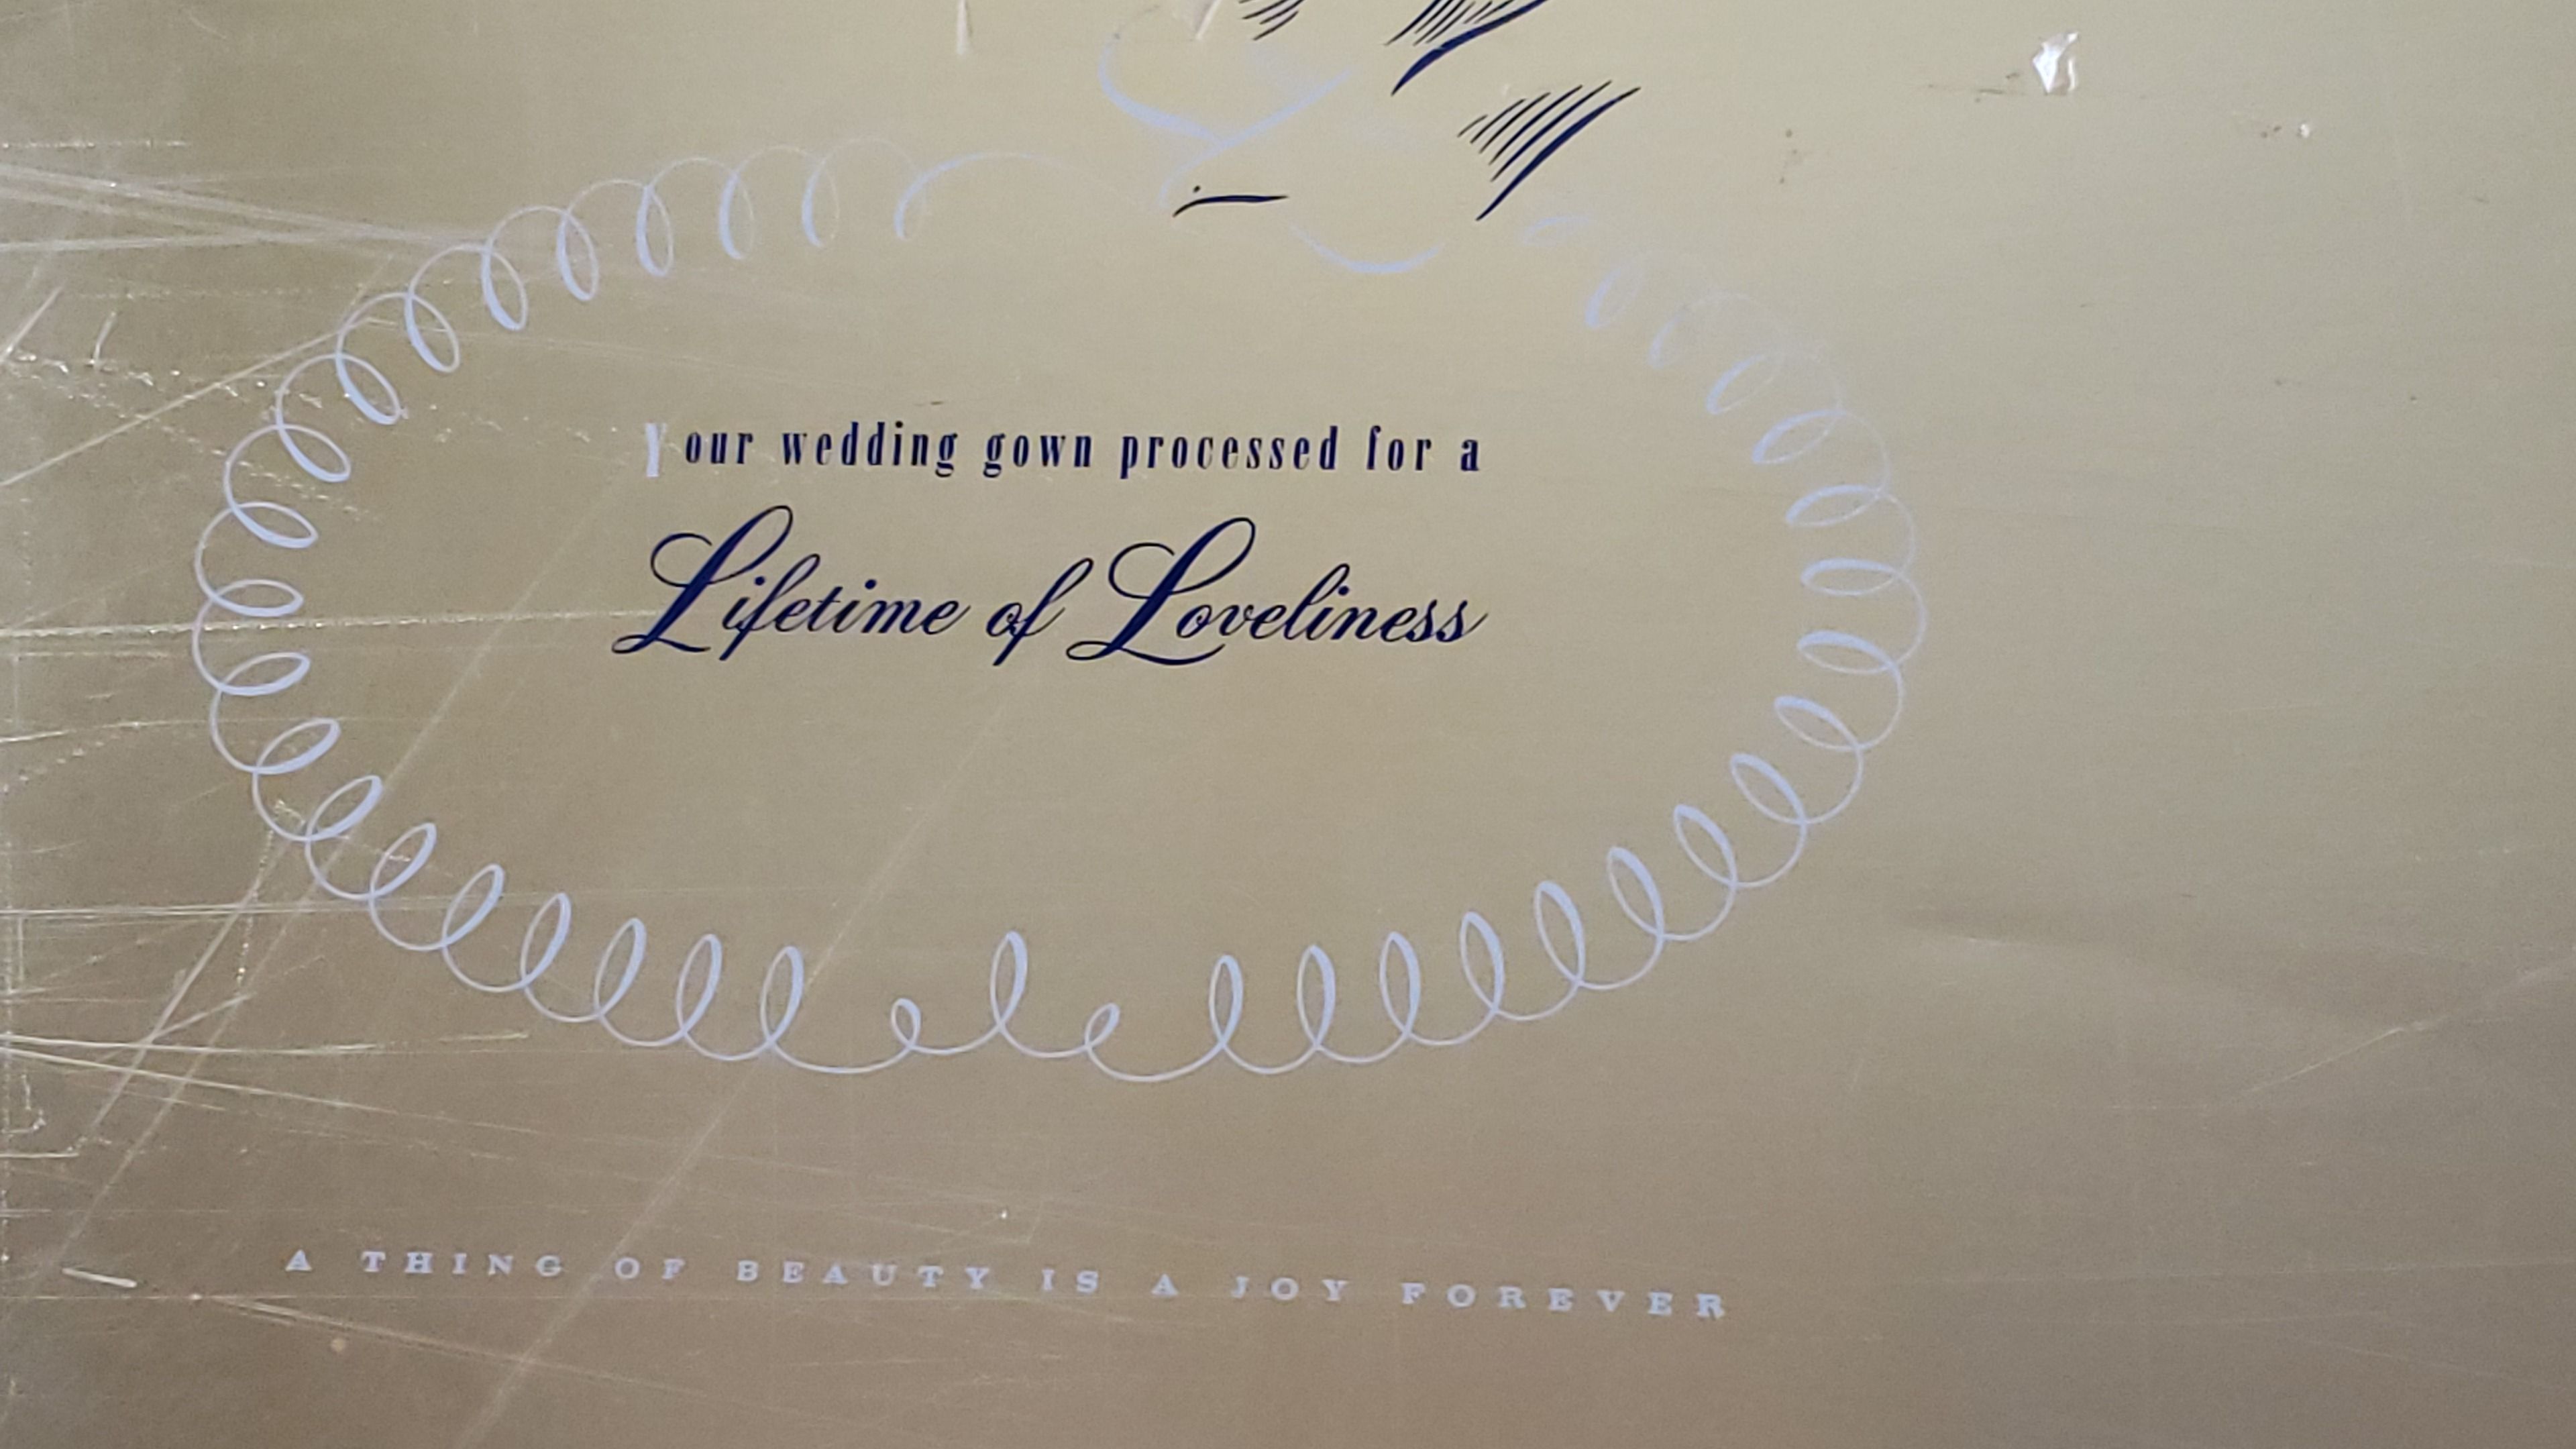 Your wedding gown processed for a
Lifetime of Loveliness
A THING OF BEAUTY IS A JOY FOREVER